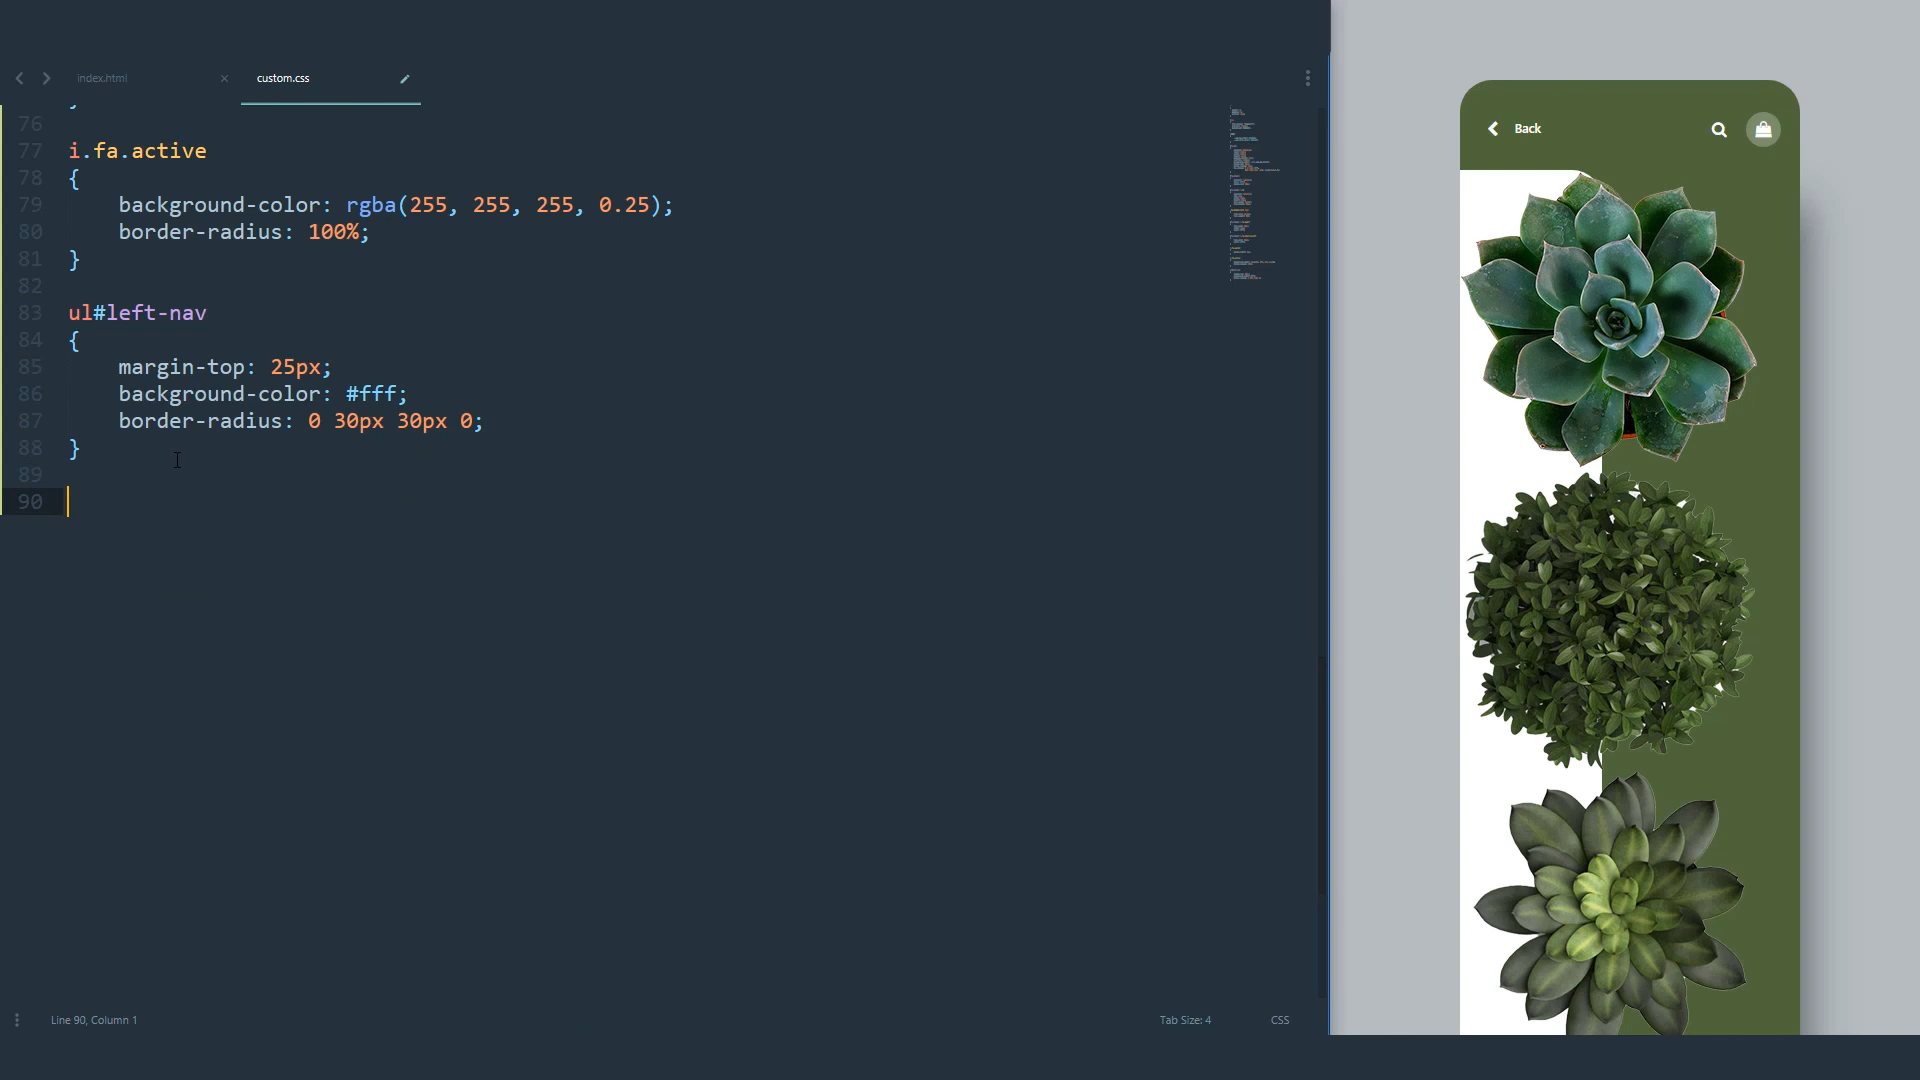 index.html
custom.css
76
77 i.fa.active
78 {
79 background-color: rgba(255, 255, 255, 0.25);
80 border-radius: 100%;
81 }
82
83 ul#left-nav
84 {
85 margin-top: 25px;
86 background-color: #fff;
87 border-radius: 0 30px 30px 0;
88 }
89
90
Line 90, Column 1
Tab Size: 4
CSS
Back